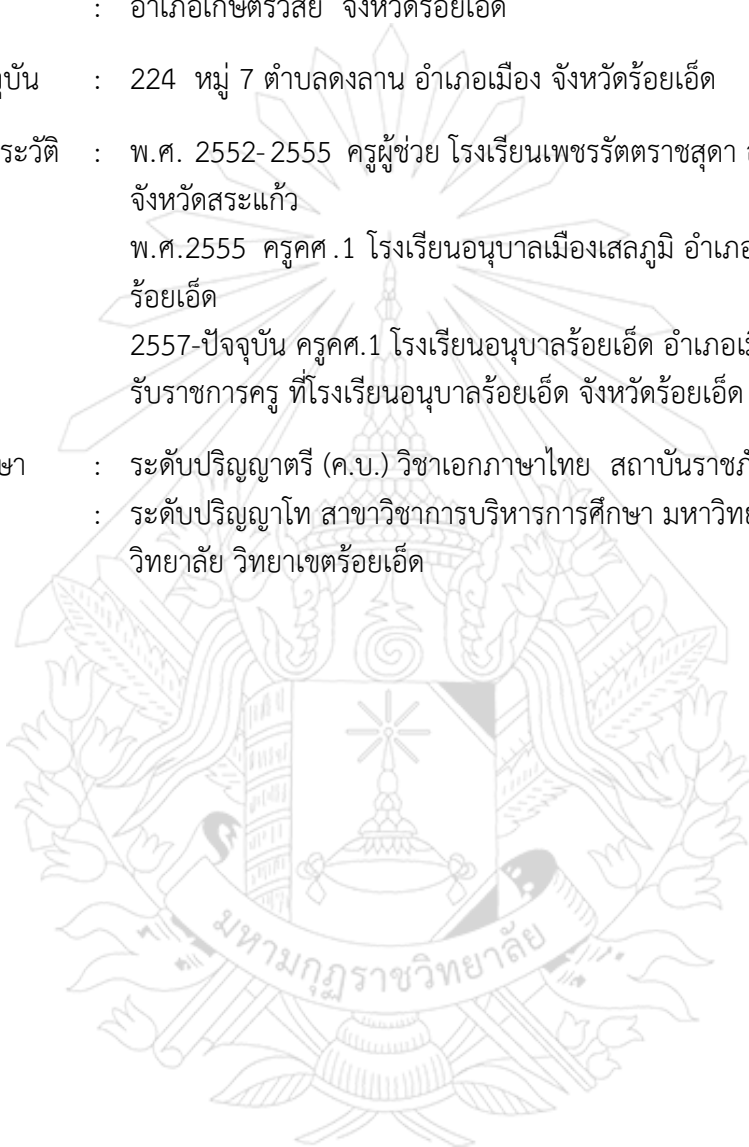 : อำเภอเกษตรวิสัย จังหวัดร้อยเอ็ด
: 224 หมู่ 7 ตำบลดงลาน อำเภอเมือง จังหวัดร้อยเอ็ด
: พ.ศ. 2552-2555 ครูผู้ช่วย โรงเรียนเพชรรัตตราชสุดา
จังหวัดสระแก้ว
พ.ศ.2555 ครูคศ.1 โรงเรียนอนุบาลเมืองเสลภูมิ อำเภอ
ร้อยเอ็ด
2557-ปัจจุบัน ครูคศ.1 โรงเรียนอนุบาลร้อยเอ็ด อำเภอเมื
รับราชการครู ที่โรงเรียนอนุบาลร้อยเอ็ด จังหวัดร้อยเอ็ด
ษา : ระดับปริญญาตรี (ค.บ.) วิชาเอกภาษาไทย สถาบันราชภั
: ระดับปริญญาโท สาขาวิชาการบริหารการศึกษา มหาวิทย
วิทยาลัย วิทยาเขตร้อยเอ็ด
มหามกุฏราชวิทยาลัย